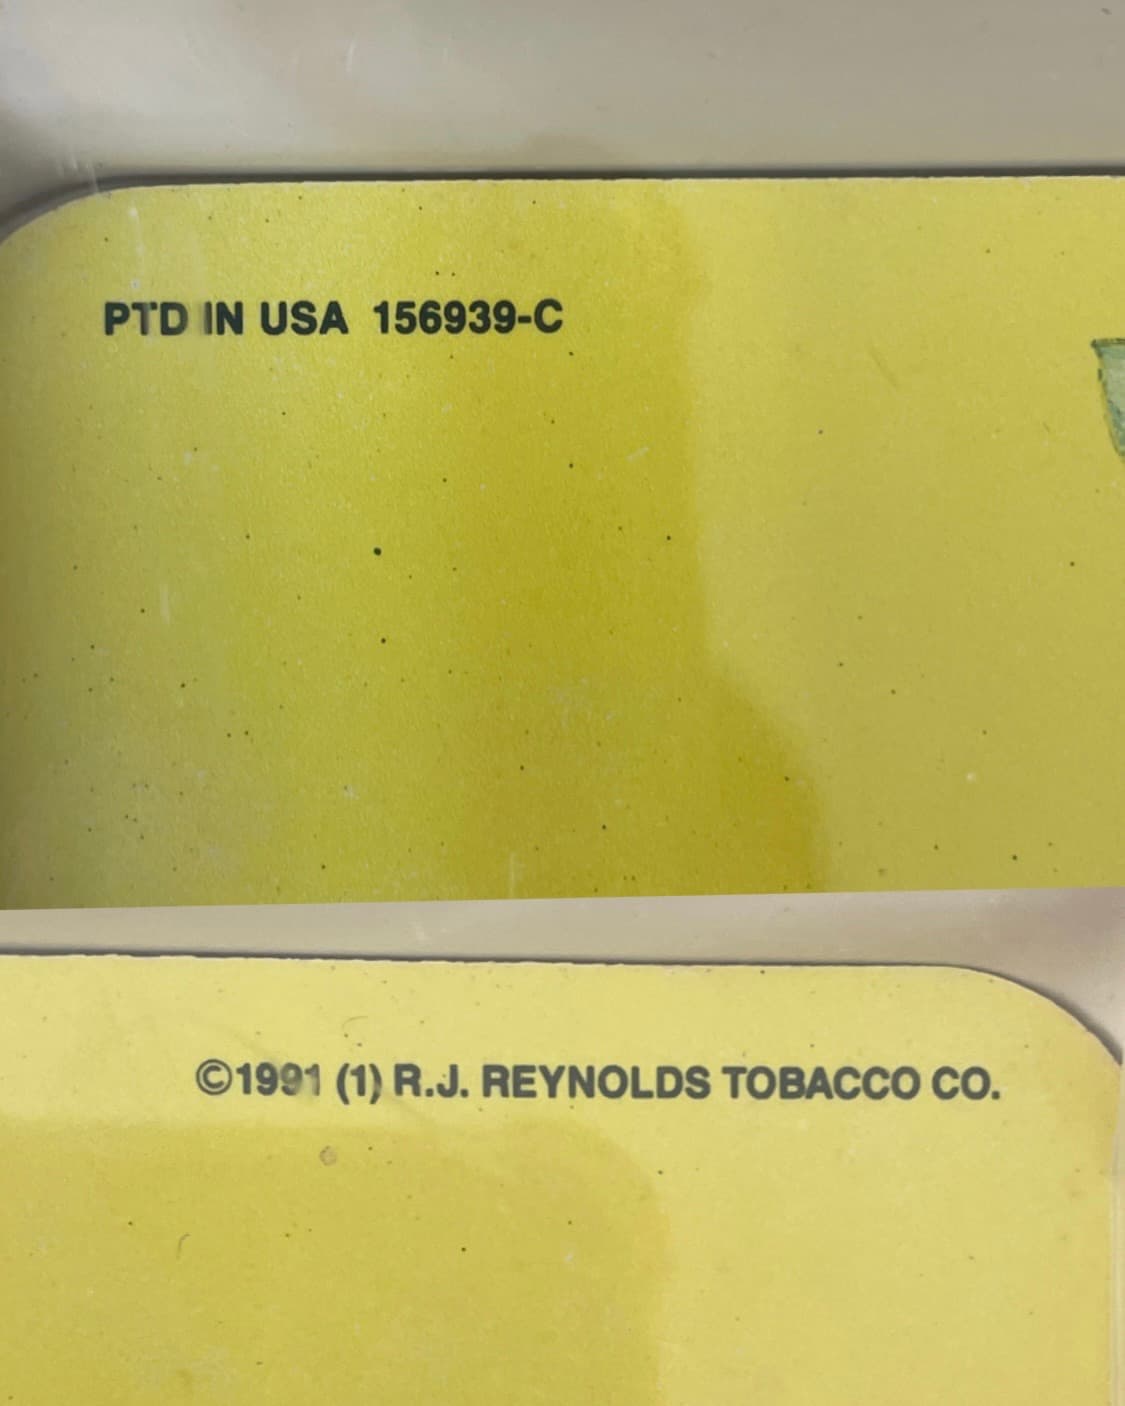 PTD IN USA 156939-C
©1991 (1) R.J. REYNOLDS TOBACCO CO.